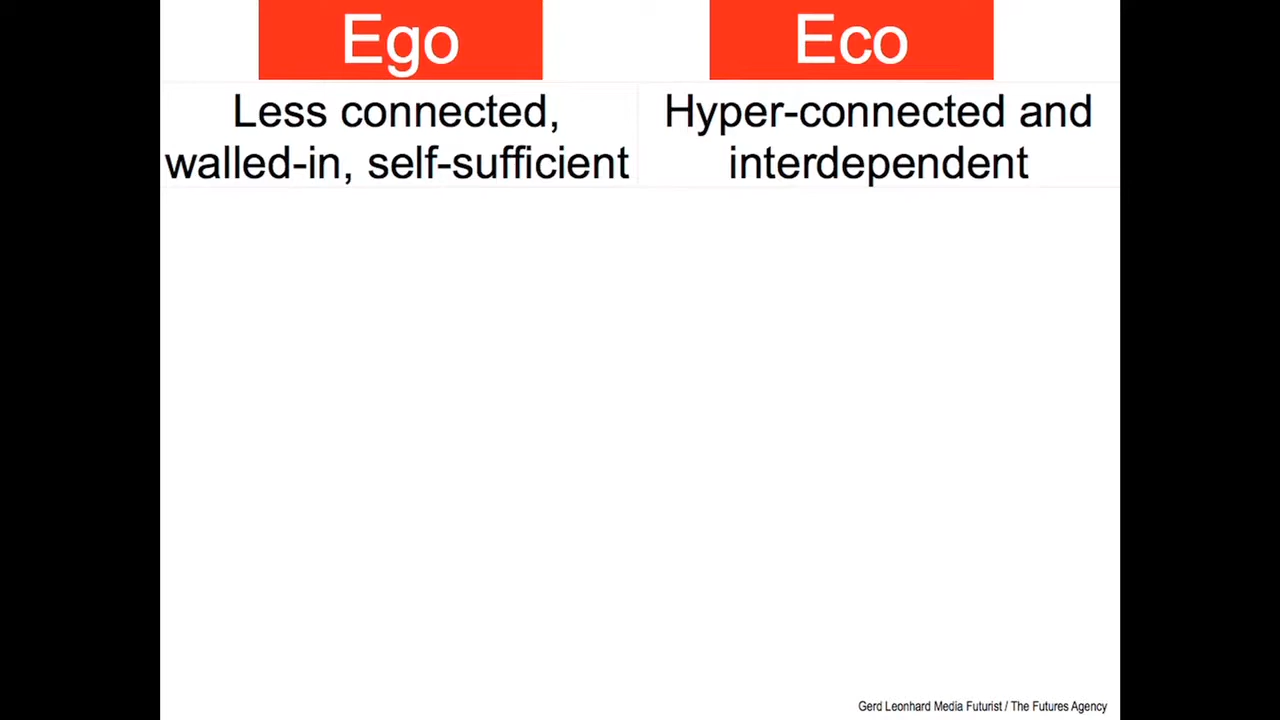 Ego
Eco
Less connected,
walled-in, self-sufficient
Hyper-connected and
interdependent
Gerd Leonhard Media Futurist / The Futures Agency